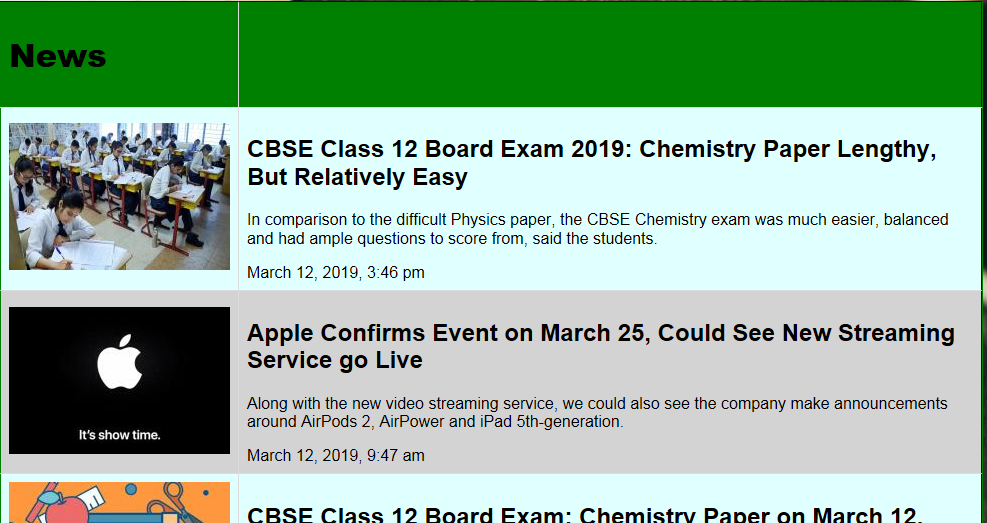 News
CBSE Class 12 Board Exam 2019: Chemistry Paper Lengthy,
But Relatively Easy
In comparison to the difficult Physics paper, the CBSE Chemistry exam was much easier, balanced
and had ample questions to score from, said the students.
March 12, 2019, 3:46 pm
It's show time.
Apple Confirms Event on March 25, Could See New Streaming
Service go Live
Along with the new video streaming service, we could also see the company make announcements
around AirPods 2, AirPower and iPad 5th-generation.
March 12, 2019, 9:47 am
CBSE Class 12 Board Exam: Chemistry Paper on March 12,